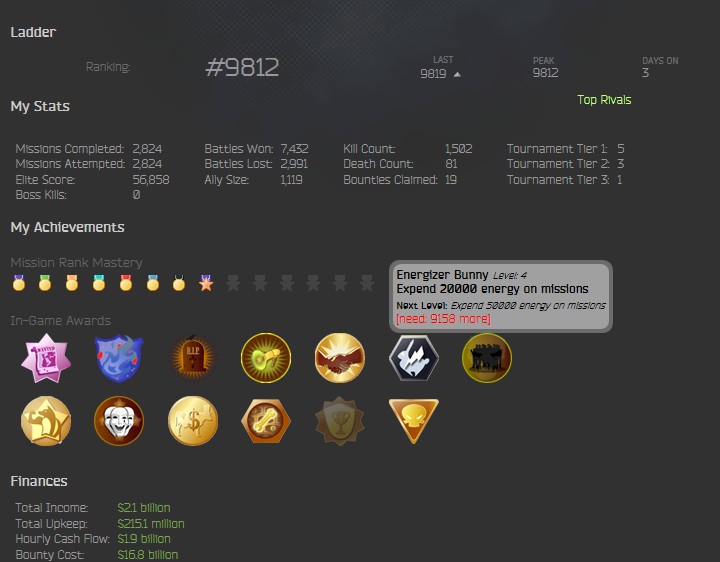 Ladder
Ranking: #9812 LAST 9819 PEAK 9812 DAYS ON 3
Top Rivals
My Stats
Missions Completed: 2,824 Battles Won: 7,432 Kill Count: 1,502 Tournament Tier 1: 5
Missions Attempted: 2,824 Battles Lost: 2,991 Death Count: 81 Tournament Tier 2: 3
Elite Score: 56,858 Ally Size: 1,119 Bounties Claimed: 19 Tournament Tier 3: 1
Boss Kills: 0
My Achievements
Mission Rank Mastery
Energizer Bunny Level: 4
Expend 20000 energy on missions
Next Level: Expend 50000 energy on missions
[need: 9158 more]
In-Game Awards
WANTED
R.I.P.
Finances
Total Income: $2.1 billion
Total Upkeep: $215.1 million
Hourly Cash Flow: $1.9 billion
Bounty Cost: $16.8 billion